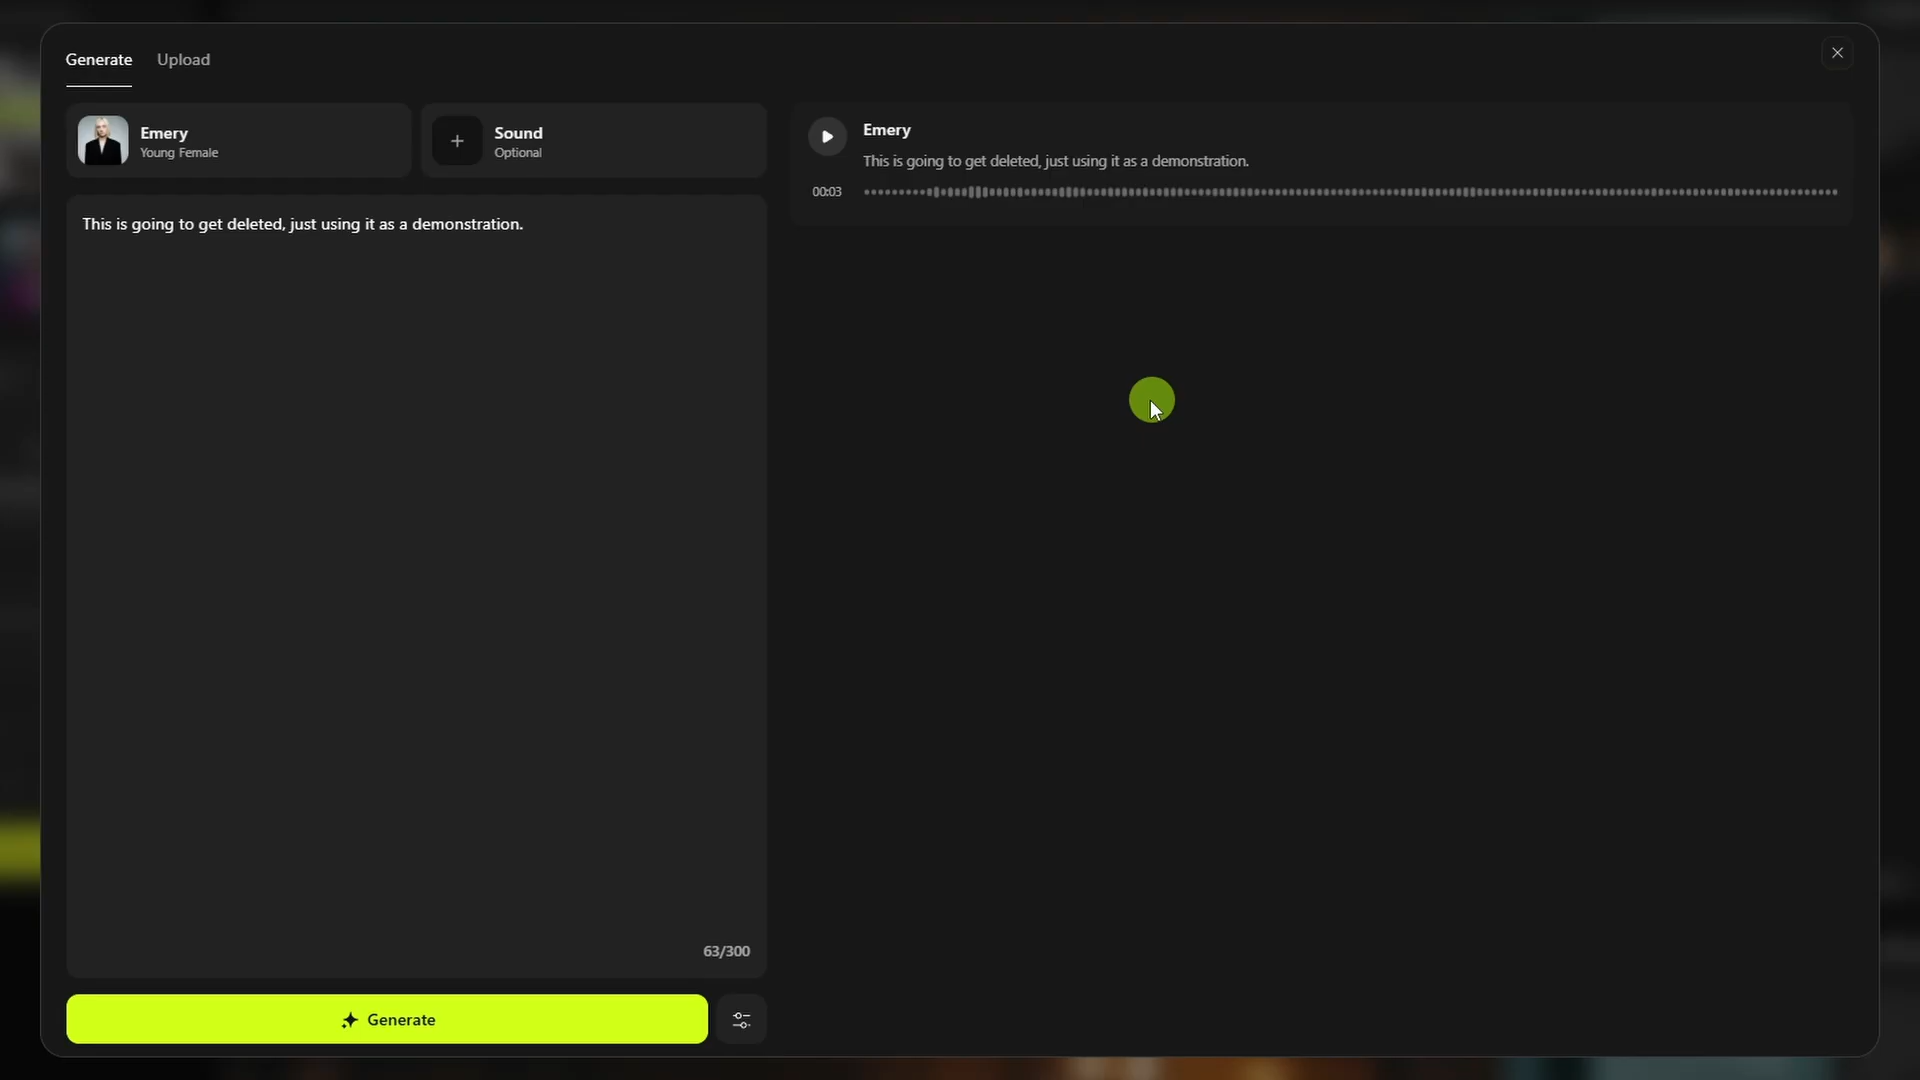 Generate
Upload
Emery
Young Female
Sound
Optional
This is going to get deleted, just using it as a demonstration.
63/300
Generate
Emery
This is going to get deleted, just using it as a demonstration.
00:03